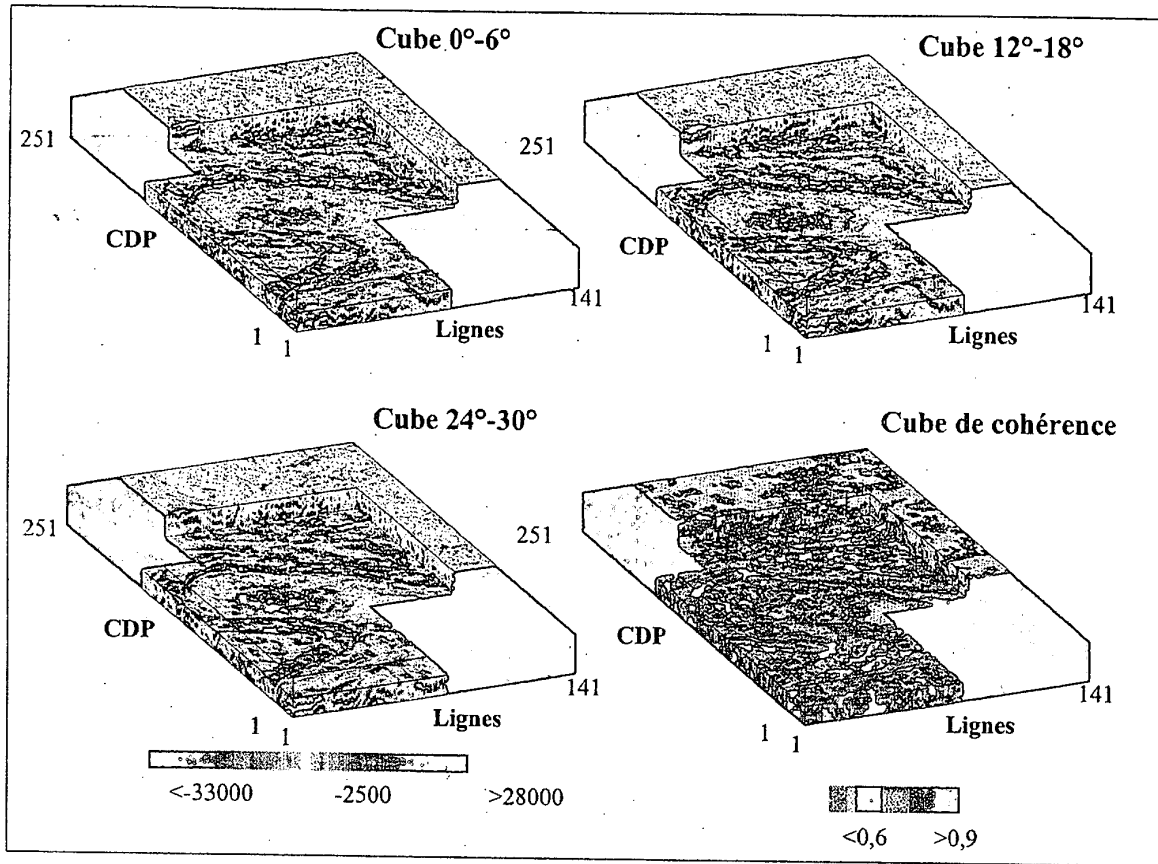 Cube 0°-6°
Cube 12°-18°
251
251
CDP
CDP
141
141
Lignes
Lignes
1
1
1
1
Cube 24°-30°
Cube de cohérence
251
251
CDP
CDP
141
141
Lignes
Lignes
1
1
1
1
<-33000 -2500 >28000
<0,6 >0,9